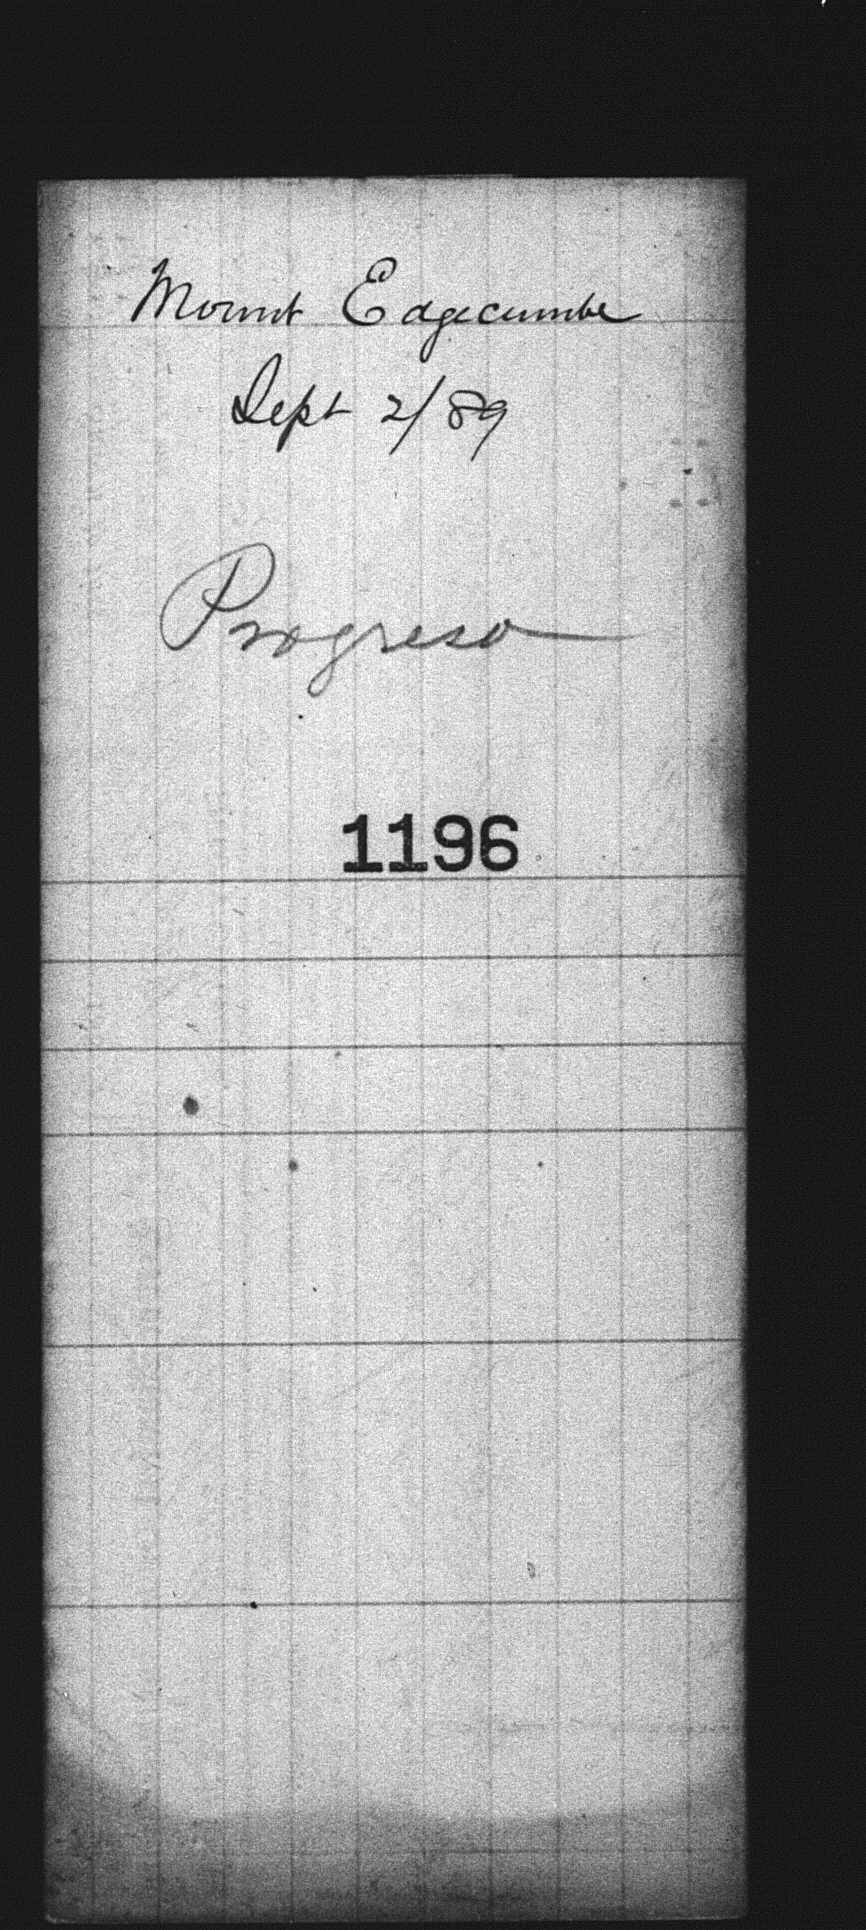 Mount Edgecumbe
Sept 2/89
Progreso
1196